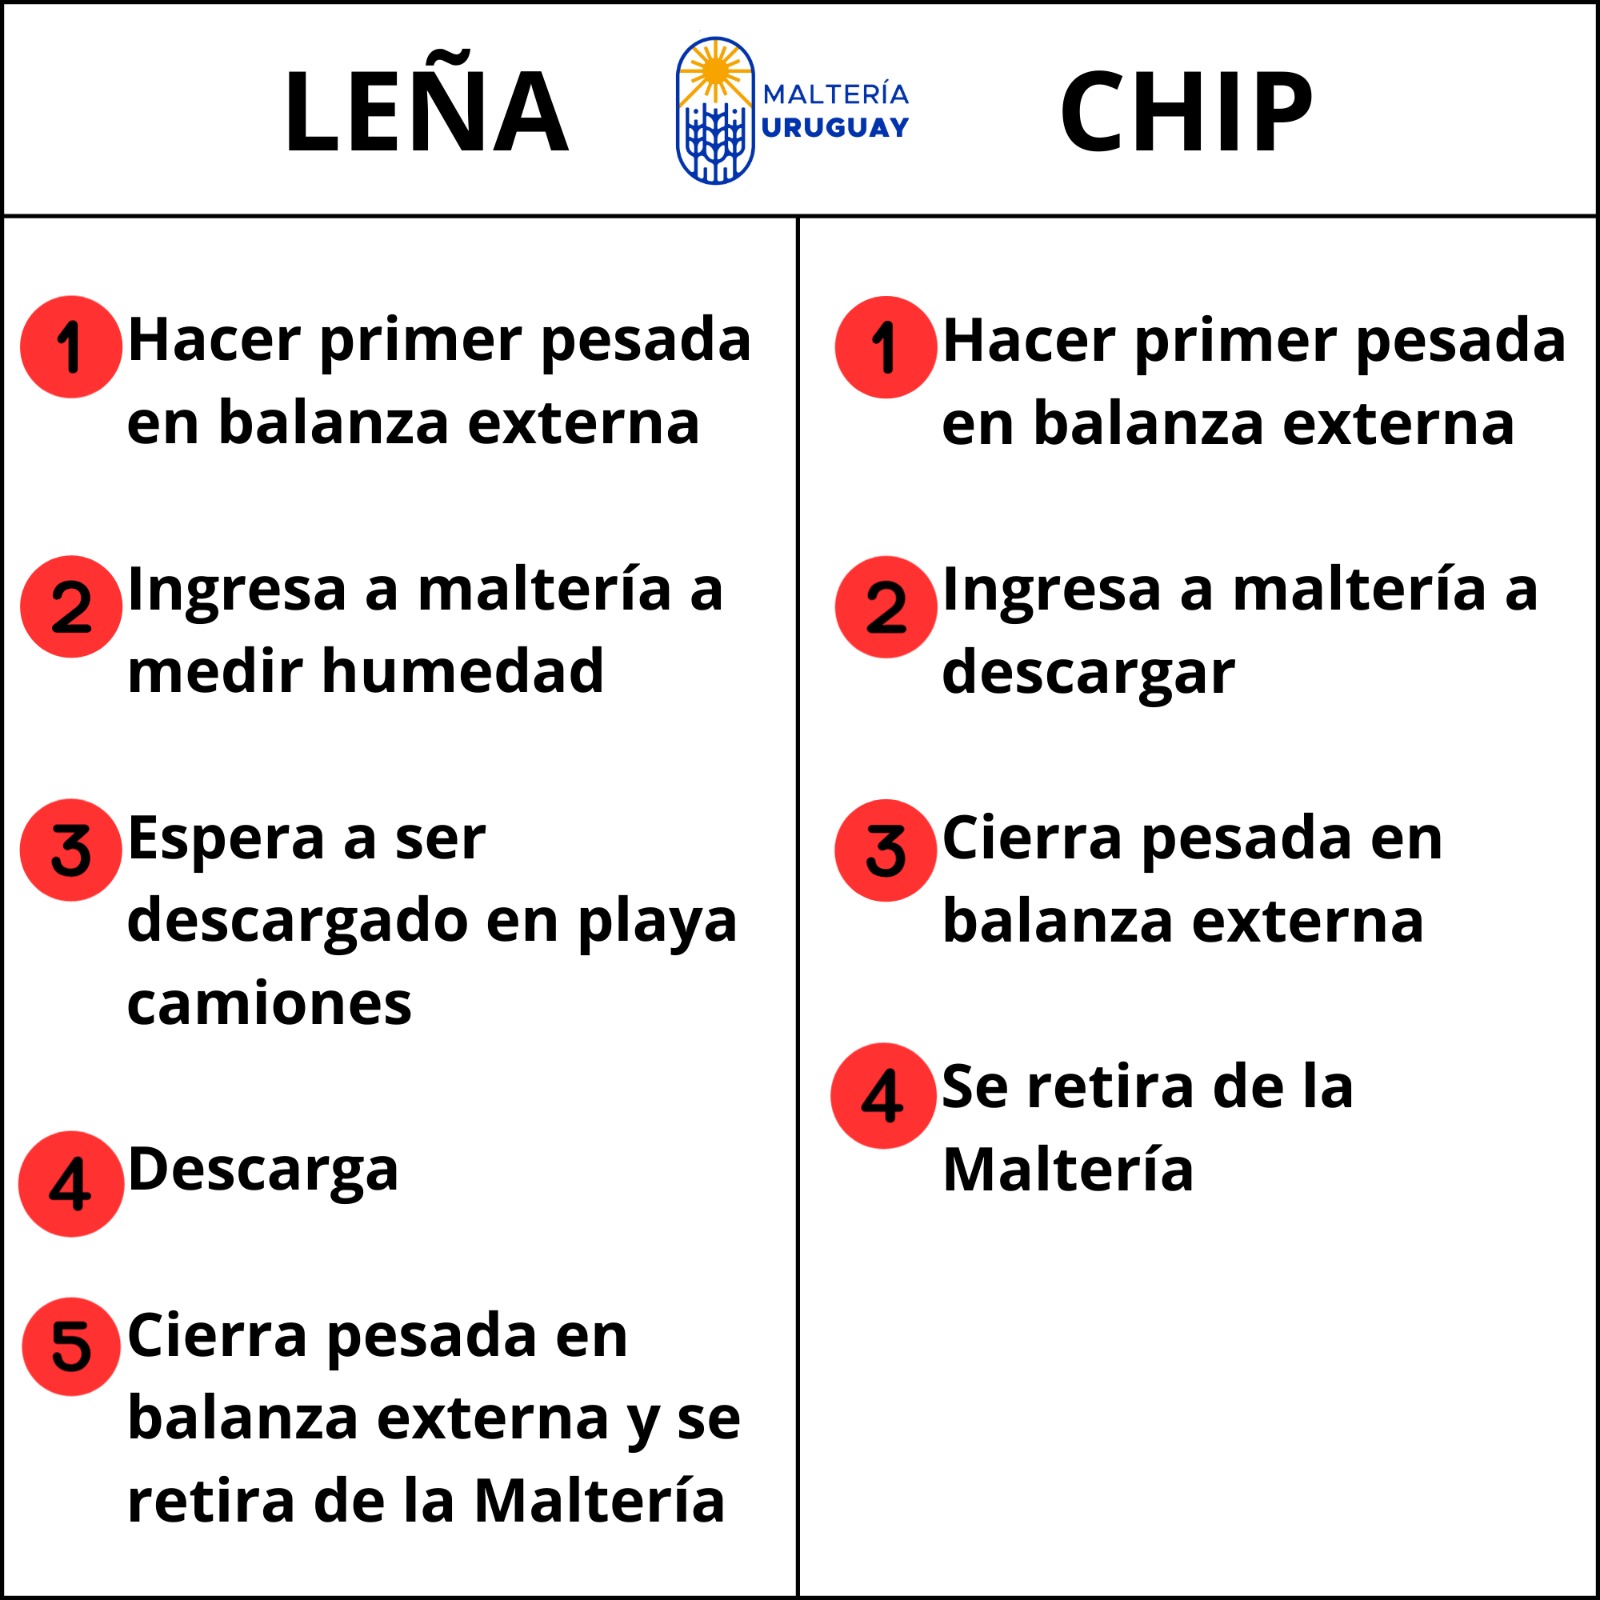 LEÑA
MALTERÍA
URUGUAY
CHIP
1 Hacer primer pesada
en balanza externa
2 Ingresa a maltería a
medir humedad
3 Espera a ser
descargado en playa
camiones
4 Descarga
5 Cierra pesada en
balanza externa y se
retira de la Maltería
1 Hacer primer pesada
en balanza externa
2 Ingresa a maltería a
descargar
3 Cierra pesada en
balanza externa
4 Se retira de la
Maltería